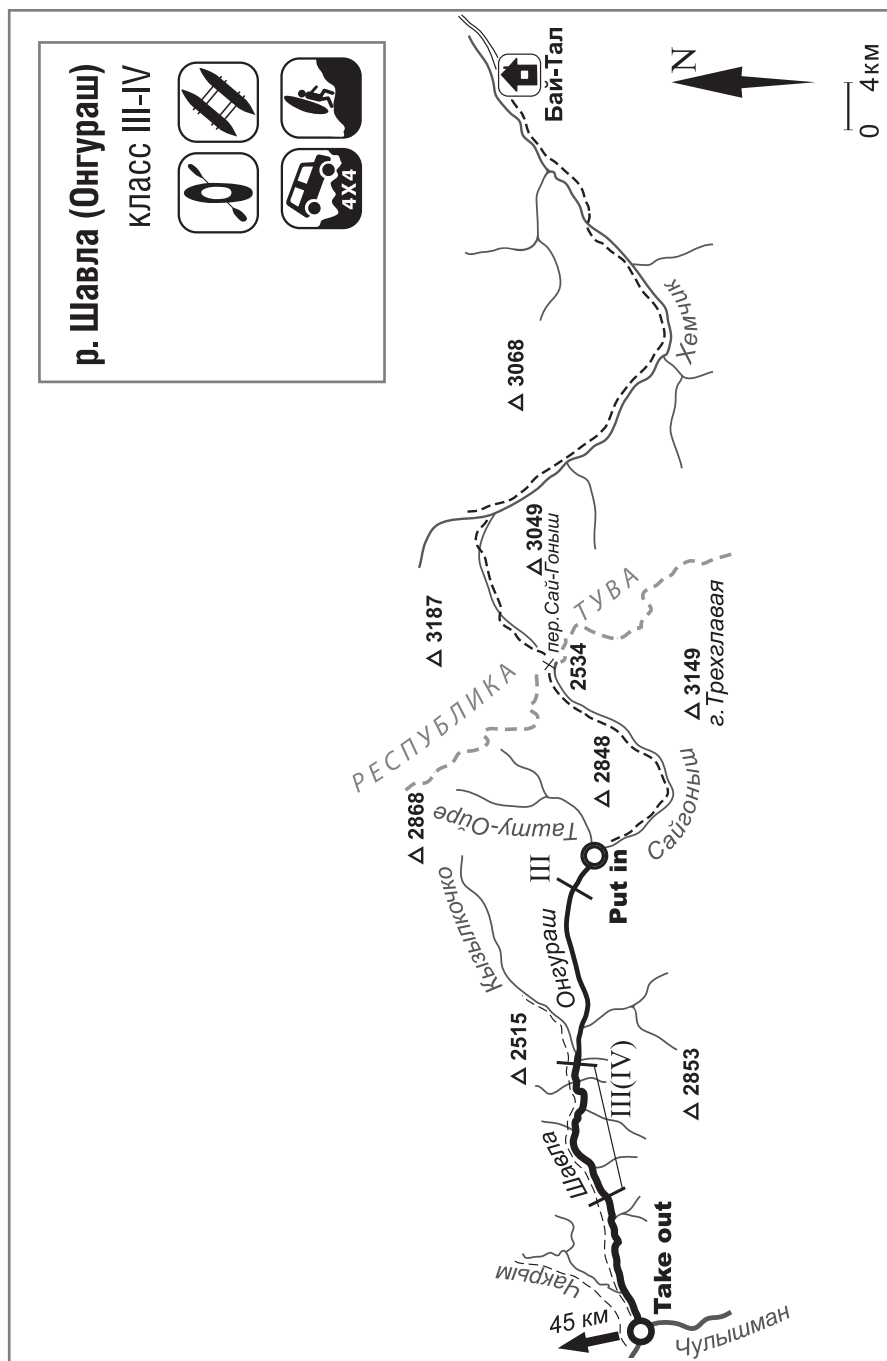 р. Шавла (Онгураш)
класс III-IV
4X4
Бай-Тал
N
0 4км
Хемчик
△ 3068
△ 3049
пер.Сай-Гоныш
△ 3187
РЕСПУБЛИКА ТУВА
2534
△ 3149
г.Трехглавая
△ 2848
△ 2868
Ташту-Ойре
Сайгоныш
Put in
III
Кызылкочко
Онгураш
△ 2515
III(IV)
△ 2853
Шавла
Чакрым
Take out
45 км
Чулышман